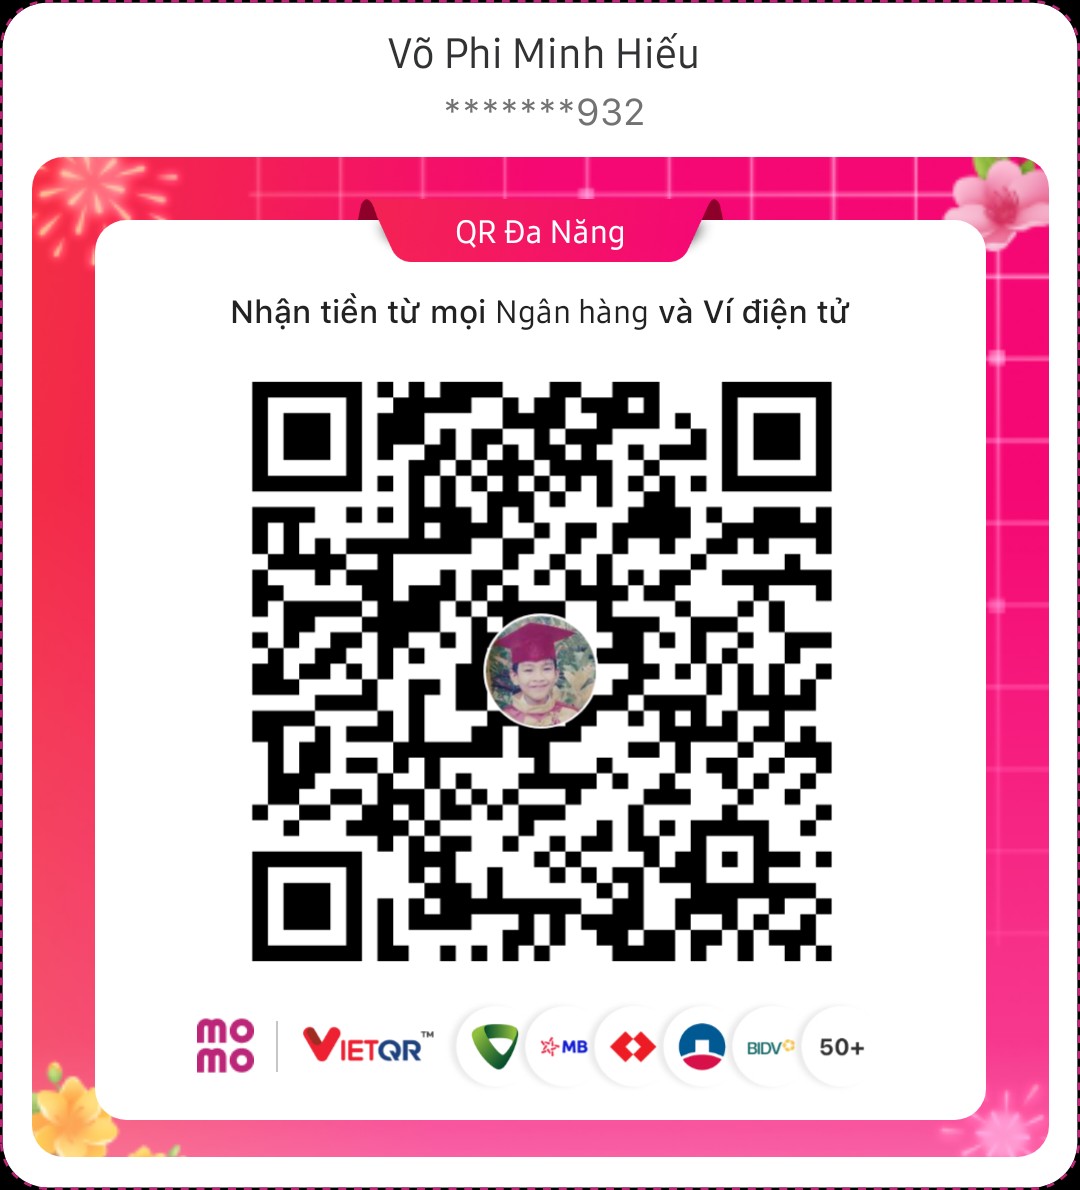 Võ Phi Minh Hiếu
*******932
QR Đa Năng
Nhận tiền từ mọi Ngân hàng và Ví điện tử
mo mo VIETQR™ MB BIDV 50+